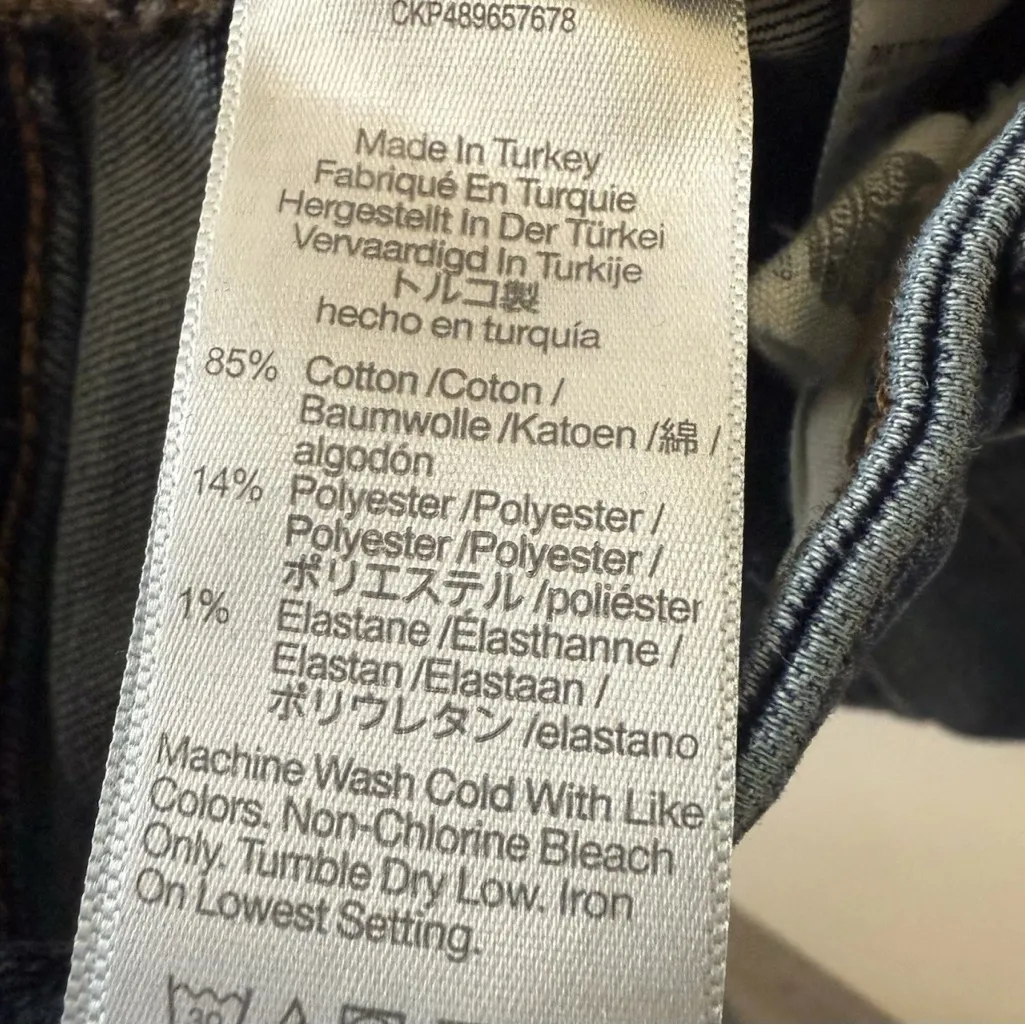 CKP489657678
Made In Turkey
Fabriqué En Turquie
Hergestellt In Der Türkei
Vervaardigd In Turkije
トルコ製
hecho en turquía
85% Cotton /Coton /
Baumwolle /Katoen /綿 /
algodón
14% Polyester /Polyester /
Polyester /Polyester /
ポリエステル /poliéster
1% Elastane /Élasthanne /
Elastan /Elastaan /
ポリウレタン /elastano
Machine Wash Cold With Like
Colors. Non-Chlorine Bleach
Only. Tumble Dry Low. Iron
On Lowest Setting.
30